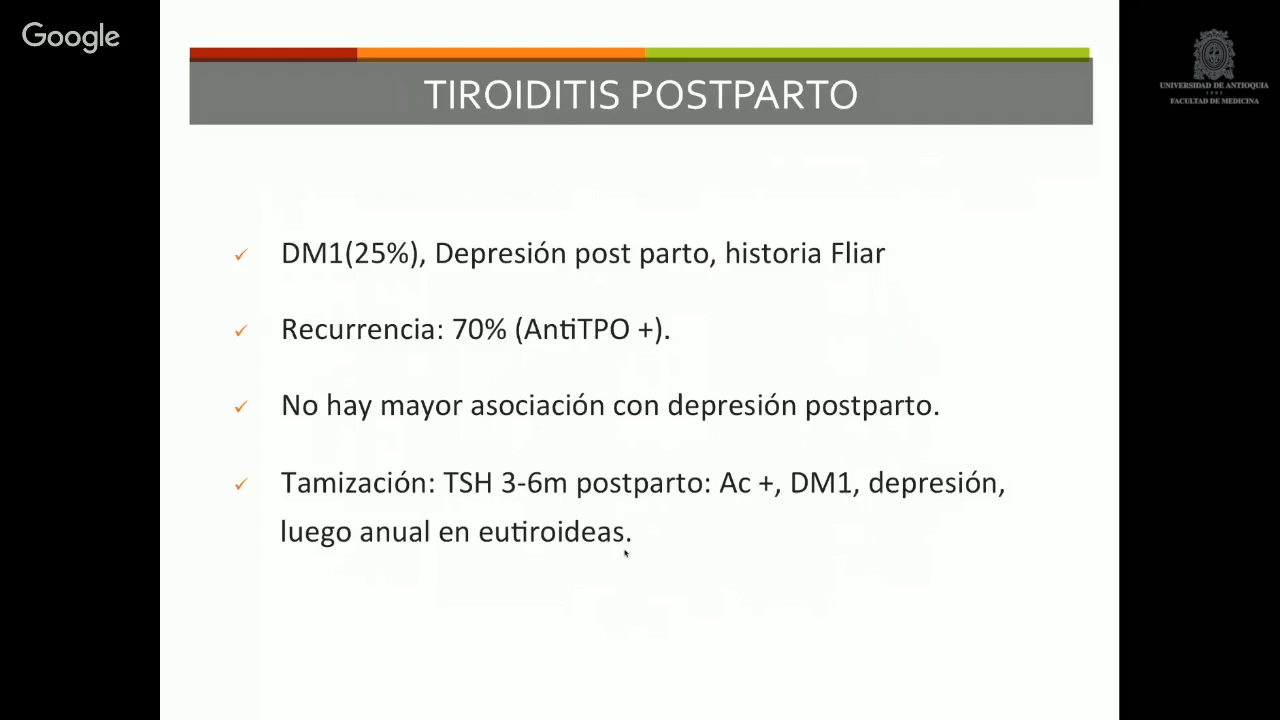 Google
UNIVERSIDAD DE ANTIOQUIA
1803
FACULTAD DE MEDICINA
TIROIDITIS POSTPARTO
✓ DM1(25%), Depresión post parto, historia Fliar
✓ Recurrencia: 70% (AntiTPO +).
✓ No hay mayor asociación con depresión postparto.
✓ Tamización: TSH 3-6m postparto: Ac +, DM1, depresión,
luego anual en eutiroideas.